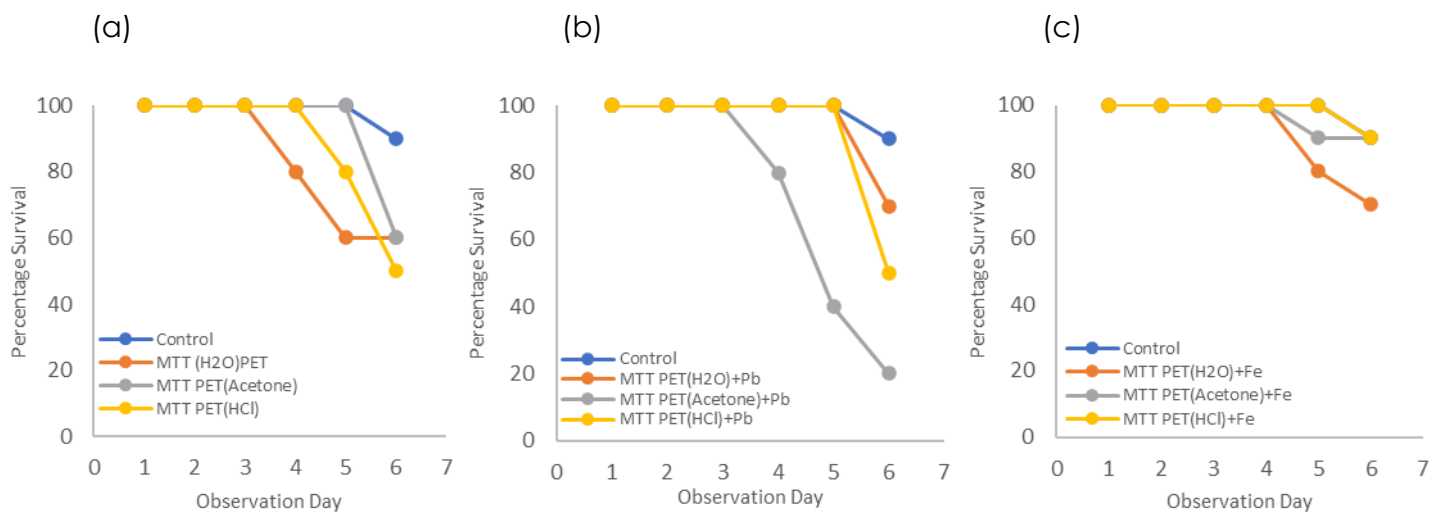 (a)
(b)
(c)
Percentage Survival
100
80
60
40
20
0
0 1 2 3 4 5 6 7
Observation Day
Control
MTT (H2O)PET
MTT PET(Acetone)
MTT PET(HCl)
Percentage Survival
100
80
60
40
20
0
0 1 2 3 4 5 6 7
Observation Day
Control
MTT PET(H2O)+Pb
MTT PET(Acetone)+Pb
MTT PET(HCl)+Pb
Percentage Survival
100
80
60
40
20
0
0 1 2 3 4 5 6 7
Observation Day
Control
MTT PET(H2O)+Fe
MTT PET(Acetone)+Fe
MTT PET(HCl)+Fe